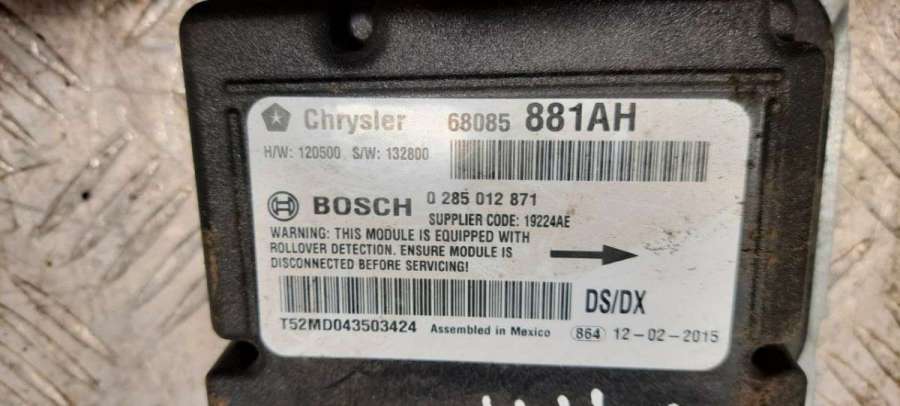 Chrysler 68085 881AH
H/W: 120500 S/W: 132800
BOSCH 0 285 012 871
SUPPLIER CODE: 19224AE
WARNING: THIS MODULE IS EQUIPPED WITH
ROLLOVER DETECTION. ENSURE MODULE IS
DISCONNECTED BEFORE SERVICING!
DS/DX
T52MD043503424 Assembled in Mexico 864 12-02-2015